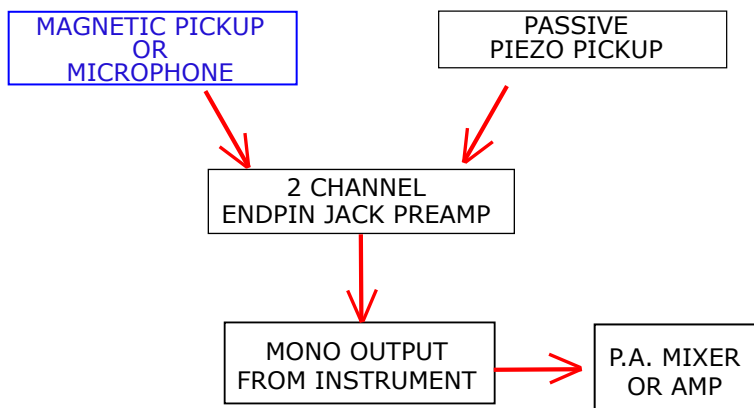 MAGNETIC PICKUP
OR
MICROPHONE
PASSIVE
PIEZO PICKUP
2 CHANNEL
ENDPIN JACK PREAMP
MONO OUTPUT
FROM INSTRUMENT
P.A. MIXER
OR AMP